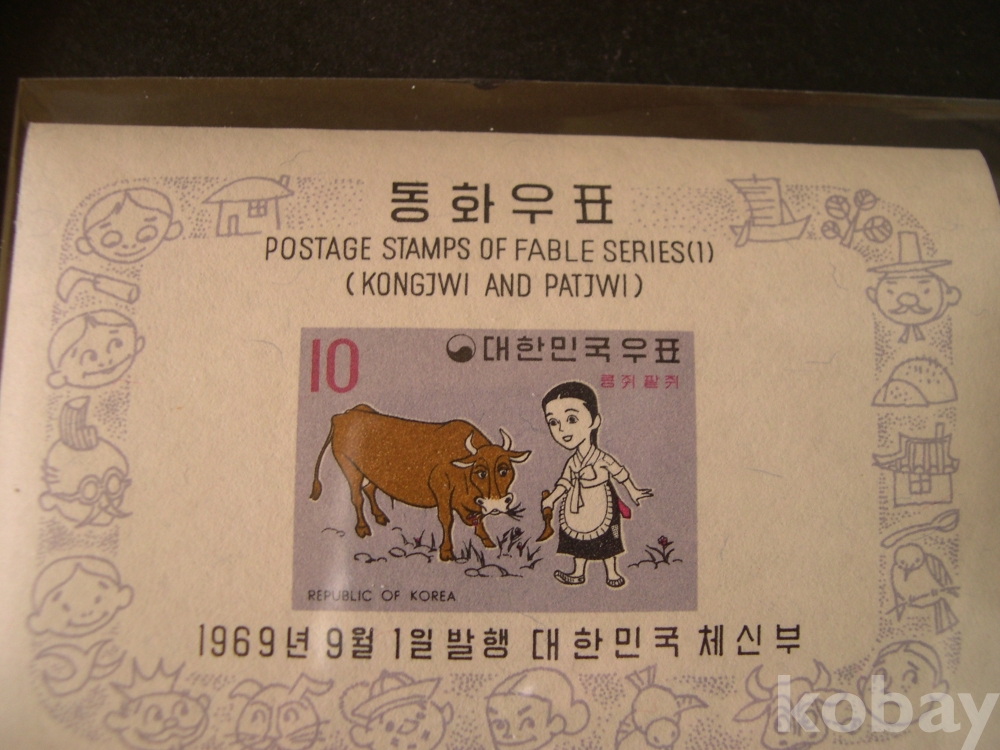 동화우표
POSTAGE STAMPS OF FABLE SERIES(1)
(KONGJWI AND PATJWI)
10
대한민국우표
콩쥐팥쥐
REPUBLIC OF KOREA
1969년 9월 1일발행 대한민국 체신부
kobay